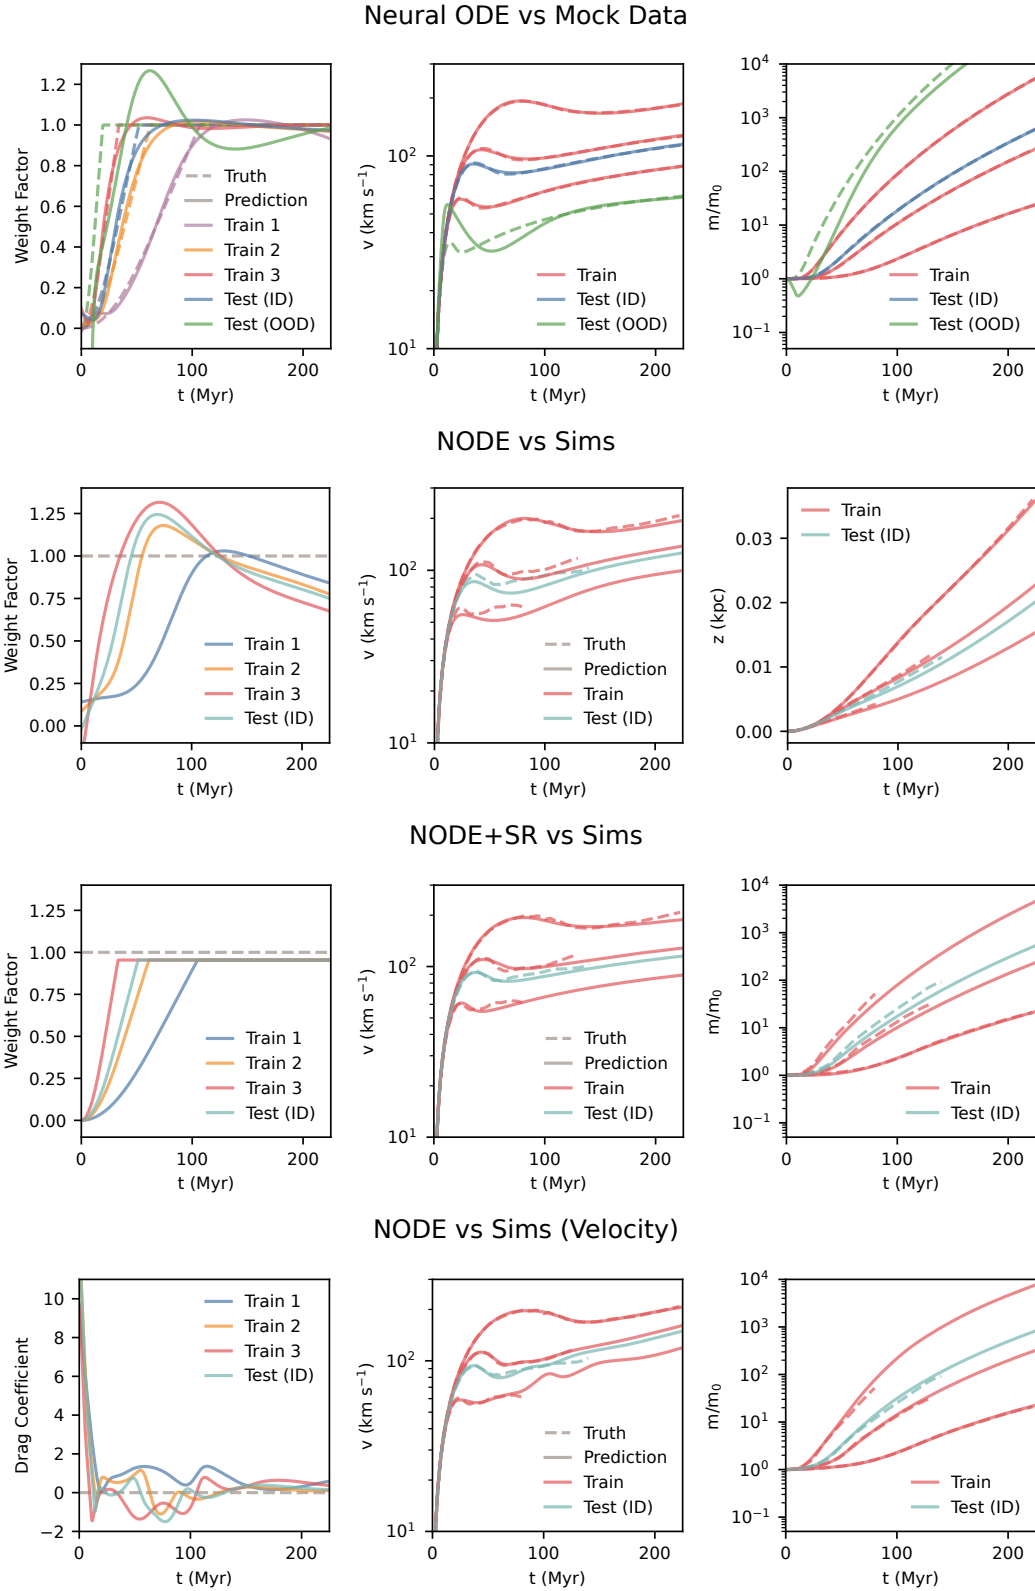 Neural ODE vs Mock Data
Weight Factor
1.2
1.0
0.8
0.6
0.4
0.2
0.0
Truth
Prediction
Train 1
Train 2
Train 3
Test (ID)
Test (OOD)
0
100
200
t (Myr)
v (km s⁻¹)
10²
10¹
Train
Test (ID)
Test (OOD)
0
100
200
t (Myr)
m/m₀
10⁴
10³
10²
10¹
10⁰
10⁻¹
Train
Test (ID)
Test (OOD)
0
100
200
t (Myr)
NODE vs Sims
Weight Factor
1.25
1.00
0.75
0.50
0.25
0.00
Train 1
Train 2
Train 3
Test (ID)
0
100
200
t (Myr)
v (km s⁻¹)
10²
10¹
Truth
Prediction
Train
Test (ID)
0
100
200
t (Myr)
z (kpc)
0.03
0.02
0.01
0.00
Train
Test (ID)
0
100
200
t (Myr)
NODE+SR vs Sims
Weight Factor
1.25
1.00
0.75
0.50
0.25
0.00
Train 1
Train 2
Train 3
Test (ID)
0
100
200
t (Myr)
v (km s⁻¹)
10²
10¹
Truth
Prediction
Train
Test (ID)
0
100
200
t (Myr)
m/m₀
10⁴
10³
10²
10¹
10⁰
10⁻¹
Train
Test (ID)
0
100
200
t (Myr)
NODE vs Sims (Velocity)
Drag Coefficient
10
8
6
4
2
0
−2
Train 1
Train 2
Train 3
Test (ID)
0
100
200
t (Myr)
v (km s⁻¹)
10²
10¹
Truth
Prediction
Train
Test (ID)
0
100
200
t (Myr)
m/m₀
10⁴
10³
10²
10¹
10⁰
10⁻¹
Train
Test (ID)
0
100
200
t (Myr)